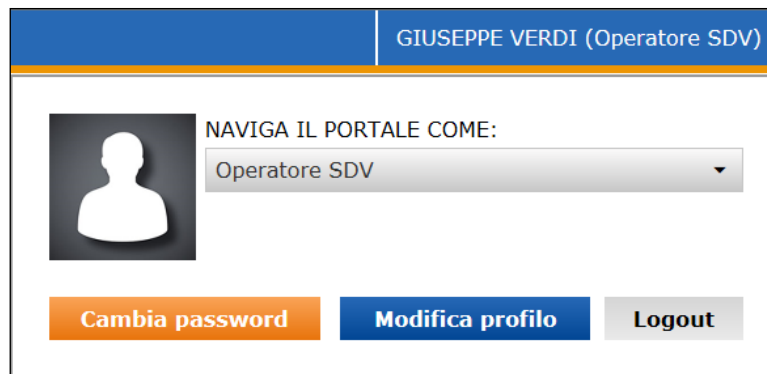 GIUSEPPE VERDI (Operatore SDV)
NAVIGA IL PORTALE COME:
Operatore SDV
Cambia password
Modifica profilo
Logout